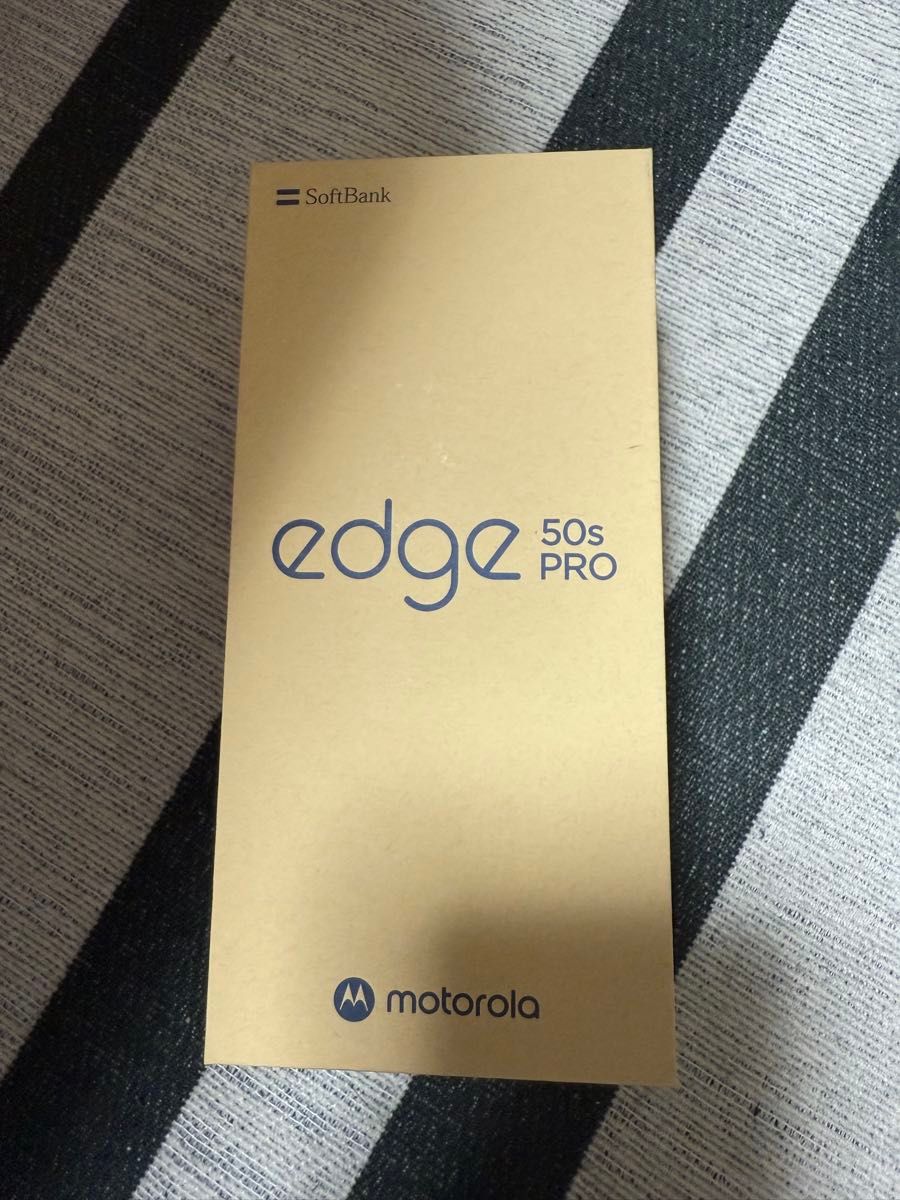 SoftBank
edge 50s
PRO
motorola